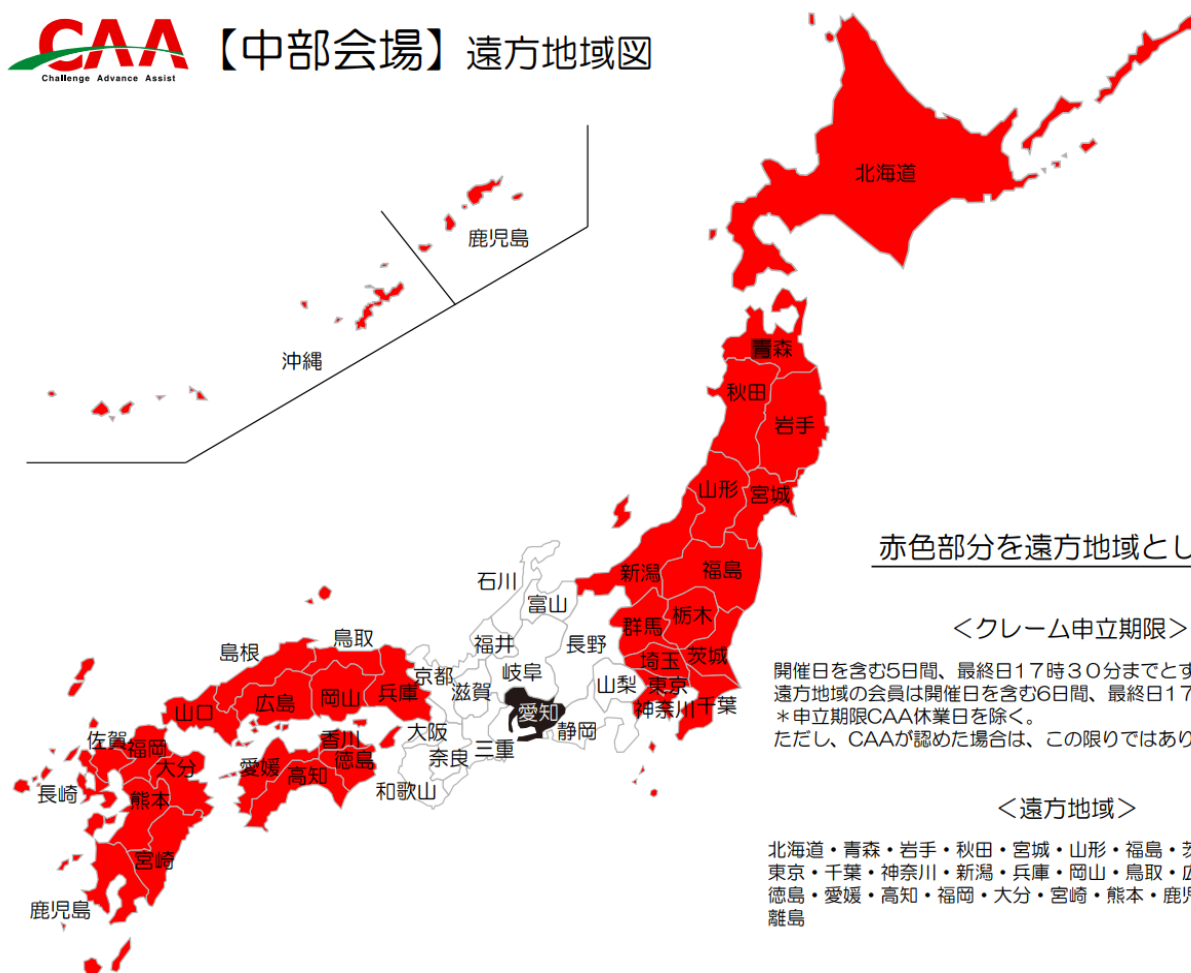 CAA
Challenge Advance Assist
【中部会場】遠方地域図
北海道
鹿児島
沖縄
青森
秋田
岩手
山形
宮城
赤色部分を遠方地域とし
石川
新潟
福島
富山
群馬
栃木
<クレーム申立期限>
鳥取
島根
福井
長野
埼玉
茨城
岐阜
京都
滋賀
山梨
東京
兵庫
岡山
広島
山口
愛知
神奈川
千葉
開催日を含む5日間、最終日17時30分までとす
遠方地域の会員は開催日を含む6日間、最終日17
*申立期限CAA休業日を除く。
ただし、CAAが認めた場合は、この限りではあり
静岡
大阪
佐賀
福岡
香川
三重
奈良
徳島
大分
愛媛
高知
和歌山
長崎
熊本
<遠方地域>
宮崎
鹿児島
北海道・青森・岩手・秋田・宮城・山形・福島・茨
東京・千葉・神奈川・新潟・兵庫・岡山・鳥取・広
徳島・愛媛・高知・福岡・大分・宮崎・熊本・鹿児
離島